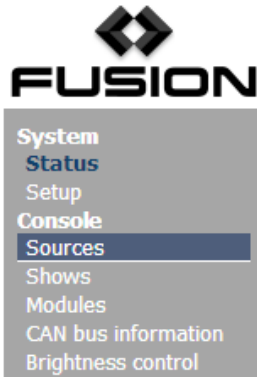 FUSION
System
Status
Setup
Console
Sources
Shows
Modules
CAN bus information
Brightness control